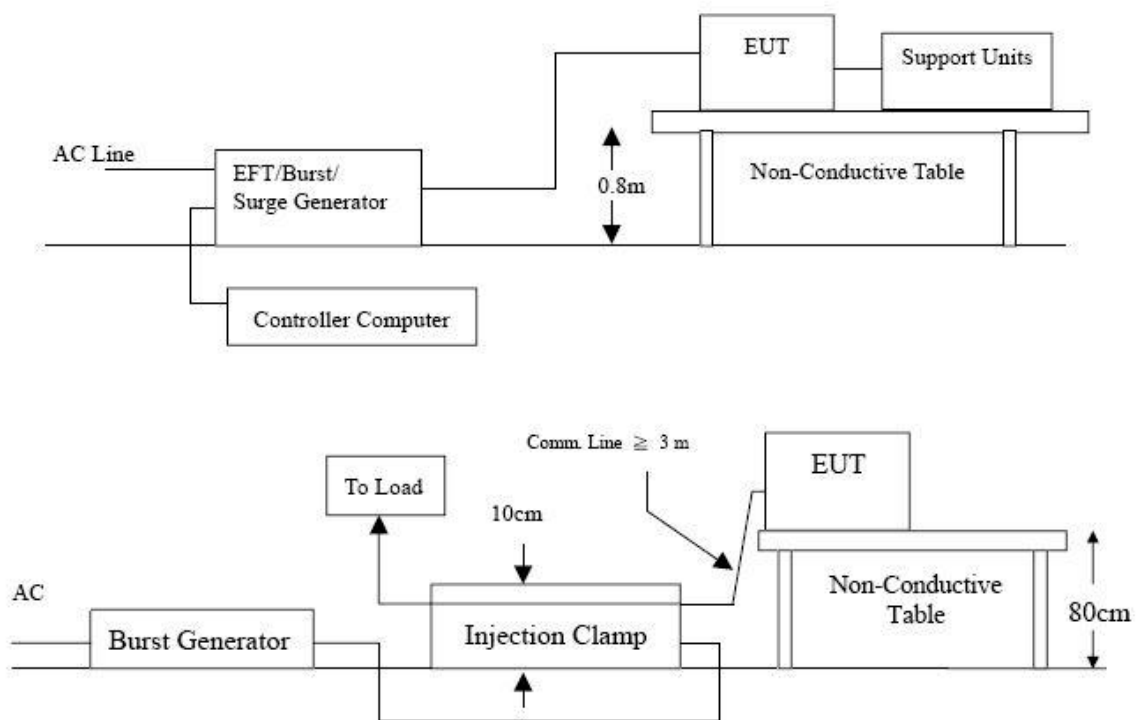 EUT
Support Units
AC Line
EFT/Burst/
Surge Generator
0.8m
Non-Conductive Table
Controller Computer
Comm. Line ≧ 3 m
EUT
To Load
10cm
AC
Burst Generator
Injection Clamp
Non-Conductive
Table
80cm